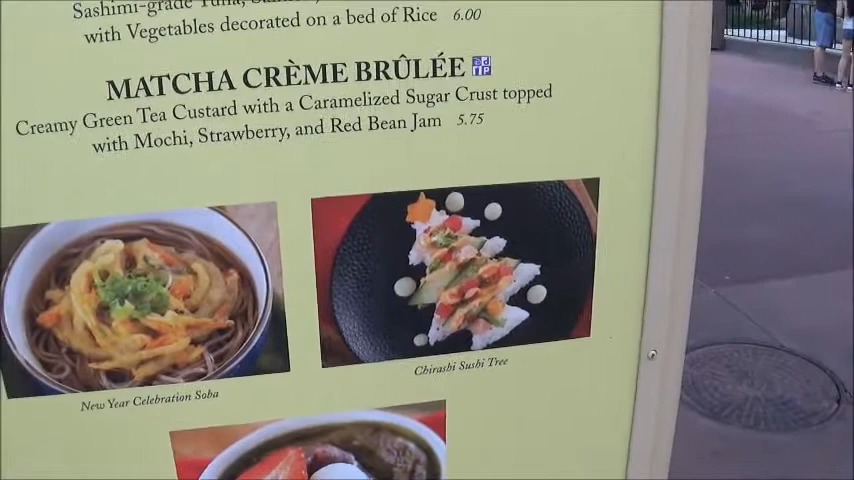 Sashimi-grade Tuna,
with Vegetables decorated on a bed of Rice 6.00
MATCHA CRÈME BRÛLÉE
Creamy Green Tea Custard with a Caramelized Sugar Crust topped
with Mochi, Strawberry, and Red Bean Jam 5.75
New Year Celebration Soba
Chirashi Sushi Tree